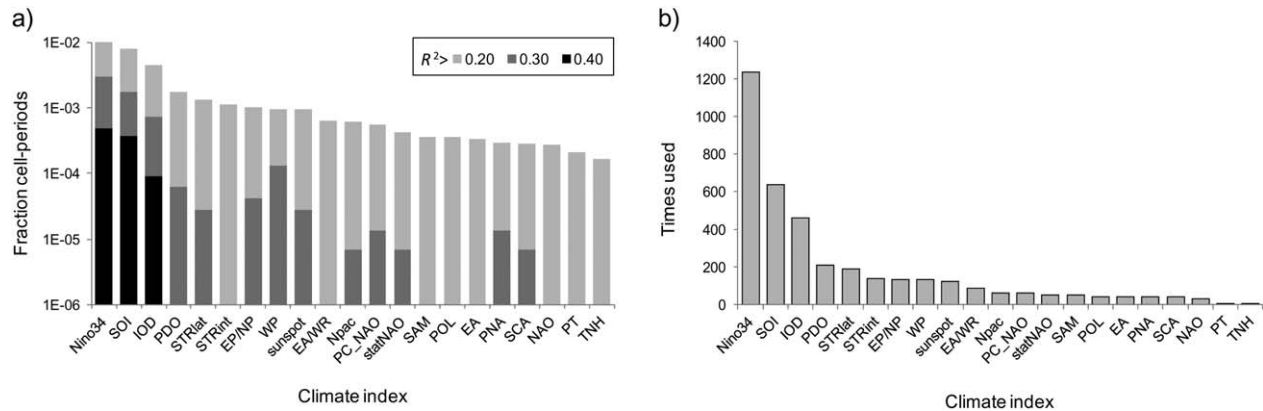 a)
R²> 0.20 0.30 0.40
Fraction cell-periods
1E-02
1E-03
1E-04
1E-05
1E-06
Nino34
SOI
IOD
PDO
STRlat
STRint
EP/NP
WP
sunspot
EA/WR
Npac
PC_NAO
statNAO
SAM
POL
EA
PNA
SCA
NAO
PT
TNH
Climate index
b)
Times used
1400
1200
1000
800
600
400
200
0
Nino34
SOI
IOD
PDO
STRlat
STRint
EP/NP
WP
sunspot
EA/WR
Npac
PC_NAO
statNAO
SAM
POL
EA
PNA
SCA
NAO
PT
TNH
Climate index